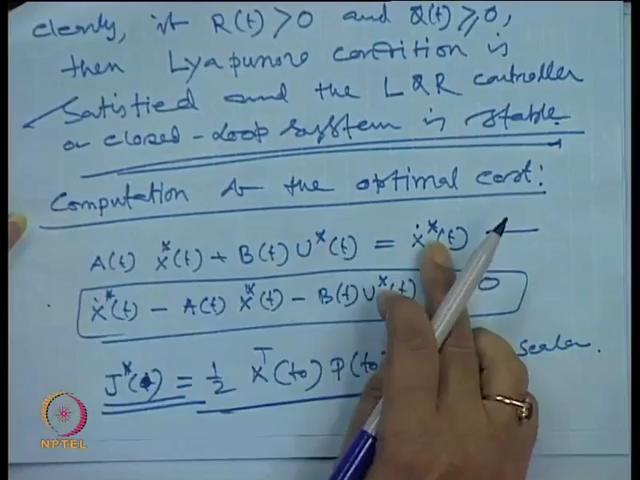 clearly, if R(t) > 0 and Q(t) ≥ 0,
then Lyapunov condition is
satisfied and the LQR controller
or closed-loop system is stable
Computation of the optimal cost:
A(t) x*(t) + B(t) U*(t) = ẋ*(t)
ẋ*(t) - A(t) x*(t) - B(t) U*(t) 0
J*( ) = 1/2 x^T(t0) P(t0 scalar.
NPTEL